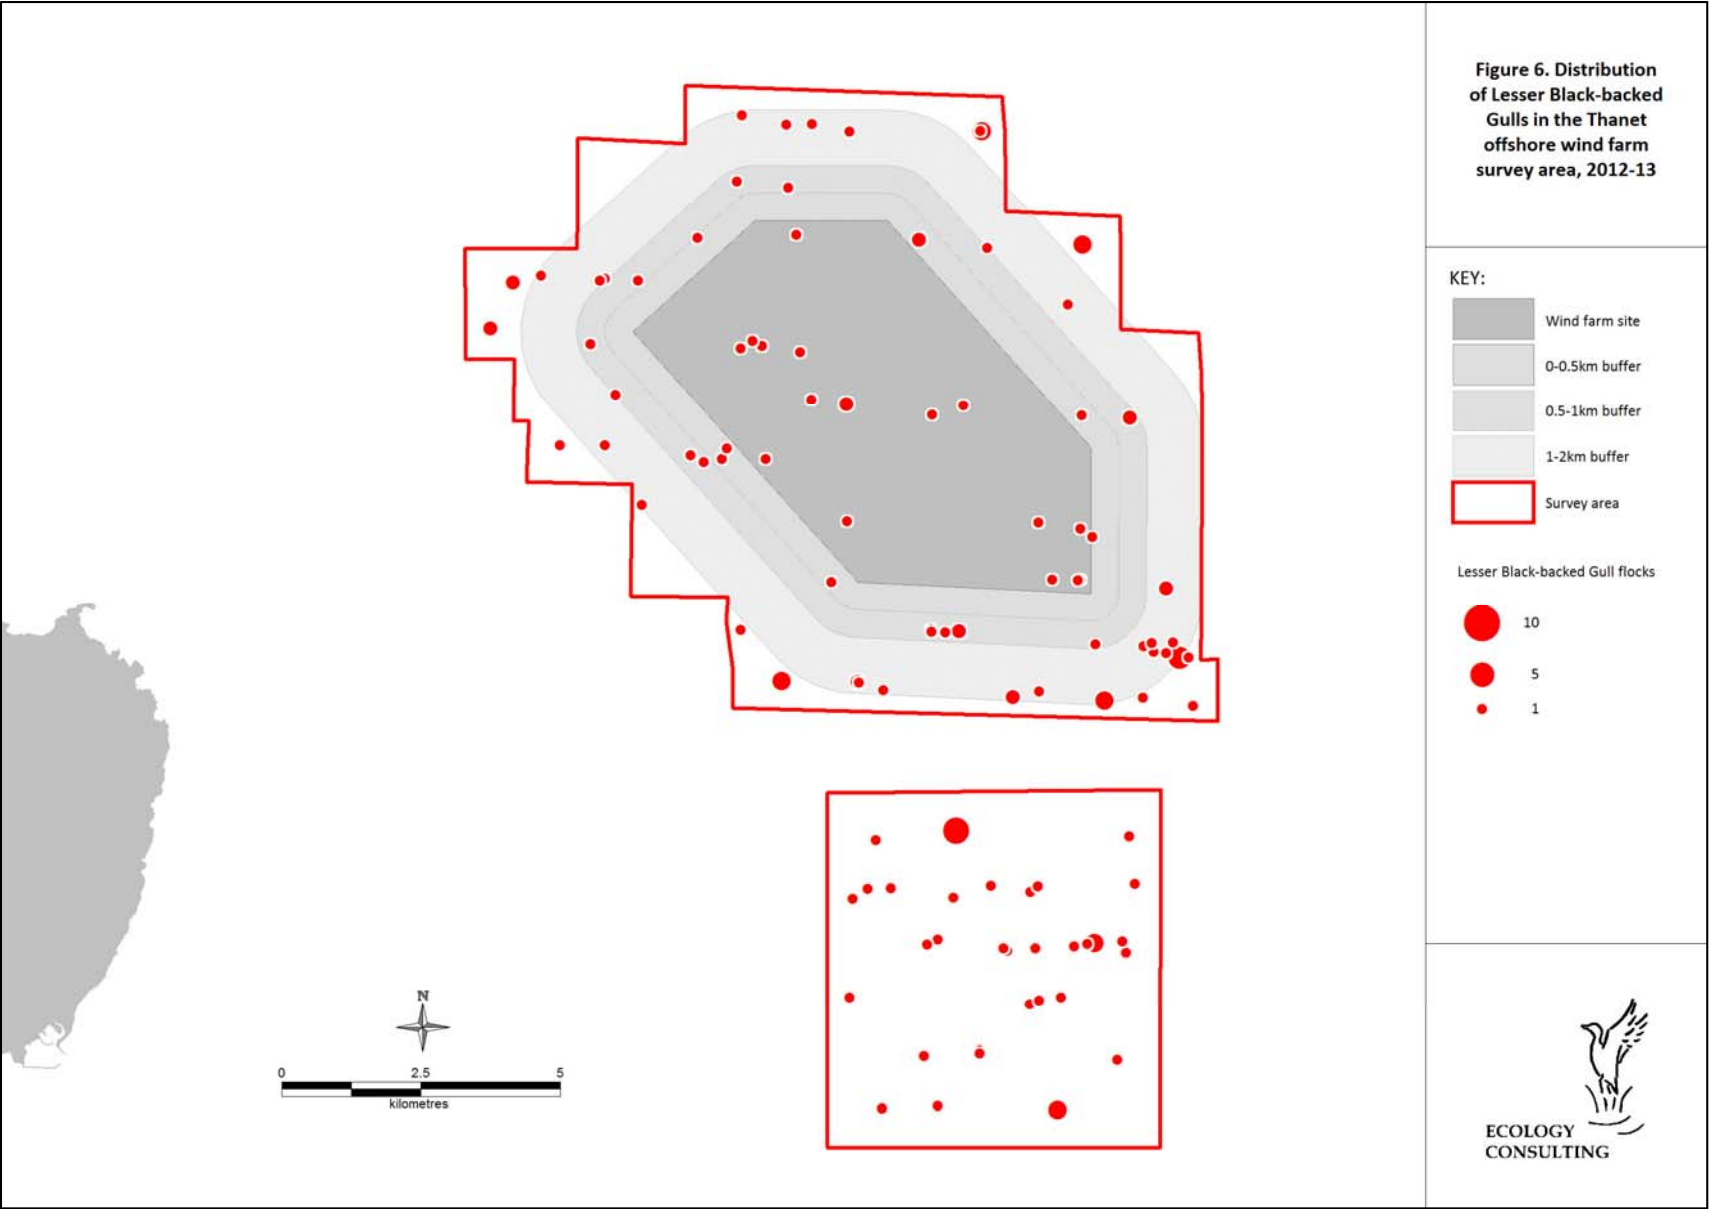 Figure 6. Distribution
of Lesser Black-backed
Gulls in the Thanet
offshore wind farm
survey area, 2012-13
KEY:
Wind farm site
0-0.5km buffer
0.5-1km buffer
1-2km buffer
Survey area
Lesser Black-backed Gull flocks
10
5
1
N
0 2.5 5
kilometres
ECOLOGY
CONSULTING